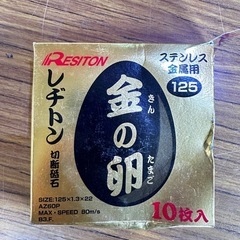 RESITON
ステンレス
金属用
125
レヂトン
切断砥石
金の卵
きん
たまご
SIZE:125×1.3×22
AZ60P
MAX・SPEED 80m/s
83.F.
10枚入